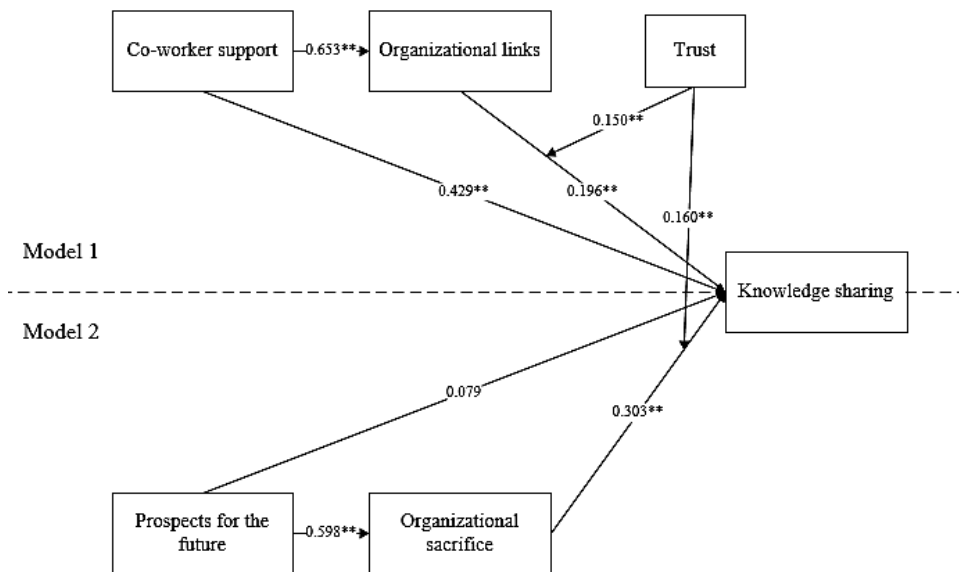 Co-worker support
0.653**
Organizational links
Trust
0.150**
0.429**
0.196**
0.160**
Model 1
Knowledge sharing
Model 2
0.079
0.303**
Prospects for the
future
0.598**
Organizational
sacrifice